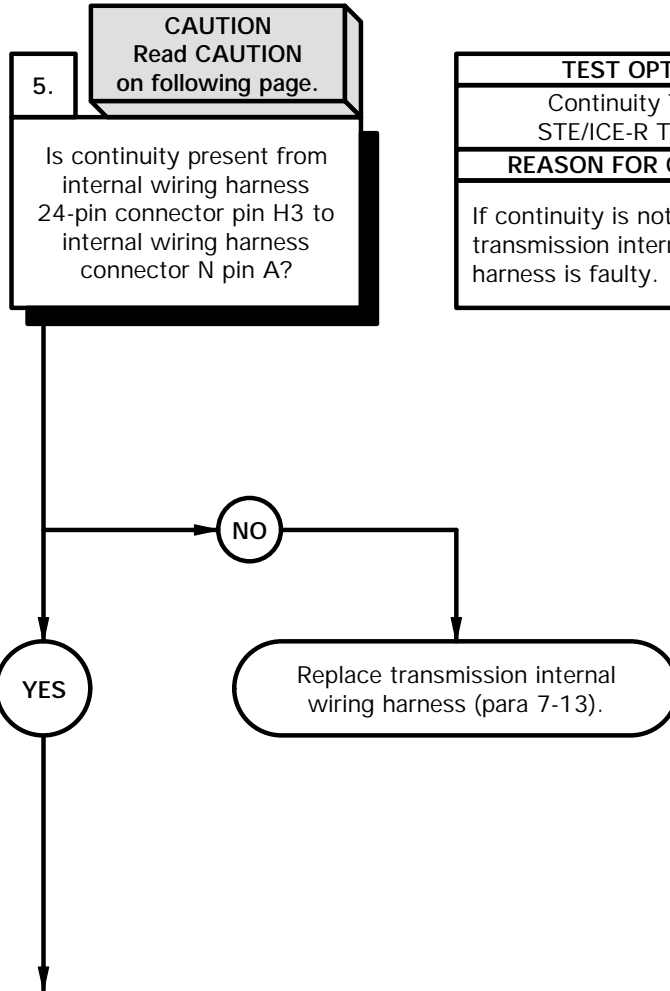 CAUTION
Read CAUTION
on following page.
5.
Is continuity present from
internal wiring harness
24-pin connector pin H3 to
internal wiring harness
connector N pin A?
TEST OPT
Continuity
STE/ICE-R T
REASON FOR
If continuity is not
transmission intern
harness is faulty.
NO
YES
Replace transmission internal
wiring harness (para 7-13).